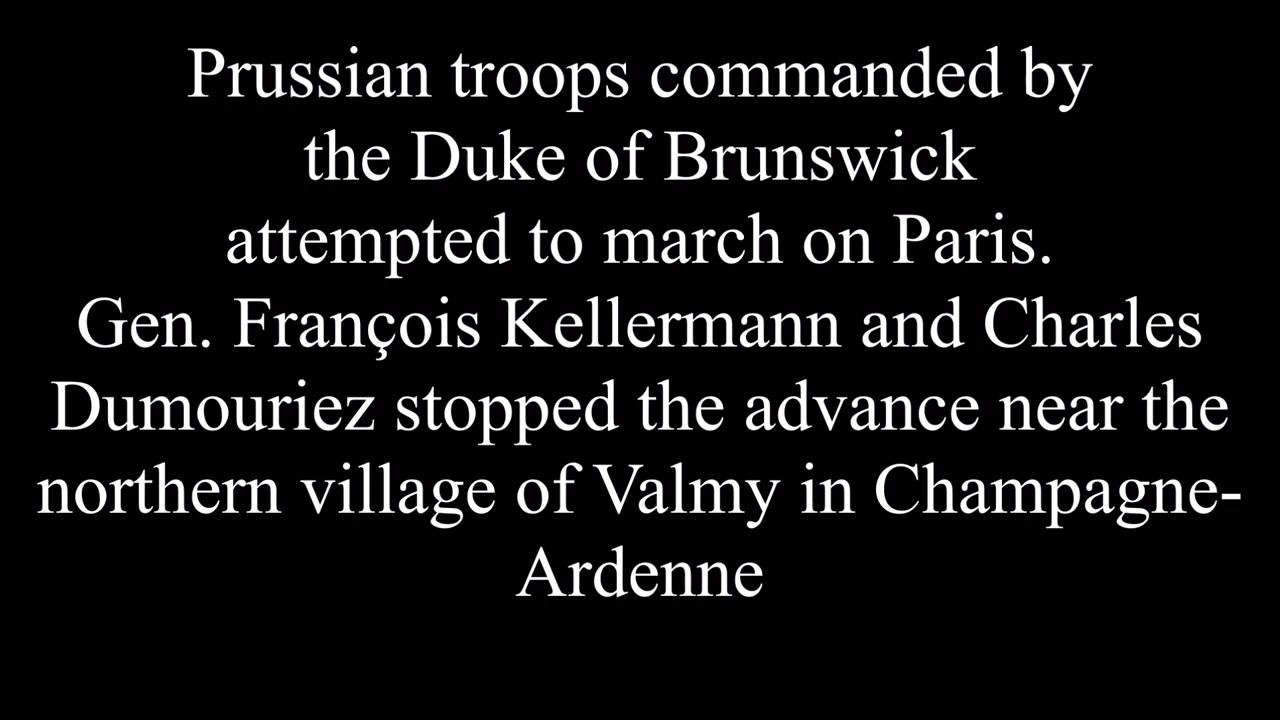 Prussian troops commanded by
the Duke of Brunswick
attempted to march on Paris.
Gen. François Kellermann and Charles
Dumouriez stopped the advance near the
northern village of Valmy in Champagne-
Ardenne